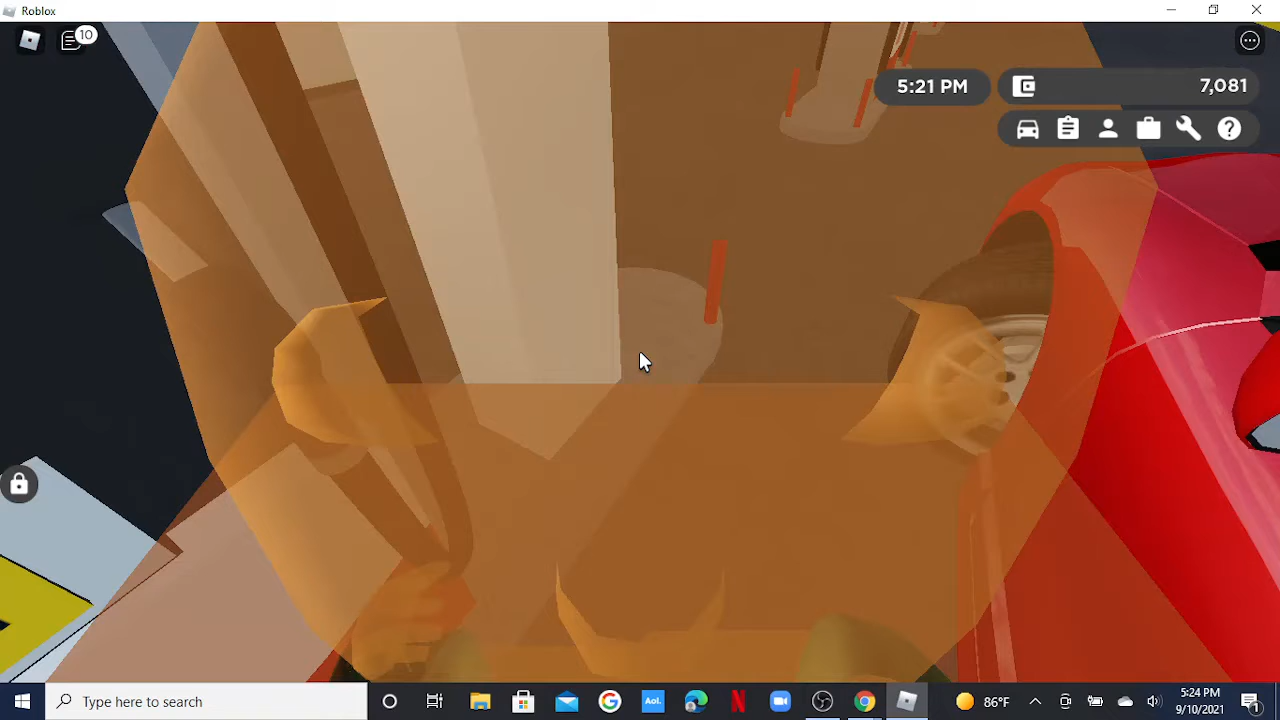 Roblox
10
5:21 PM
7,081
Type here to search
Aol.
86°F
5:24 PM
9/10/2021
1